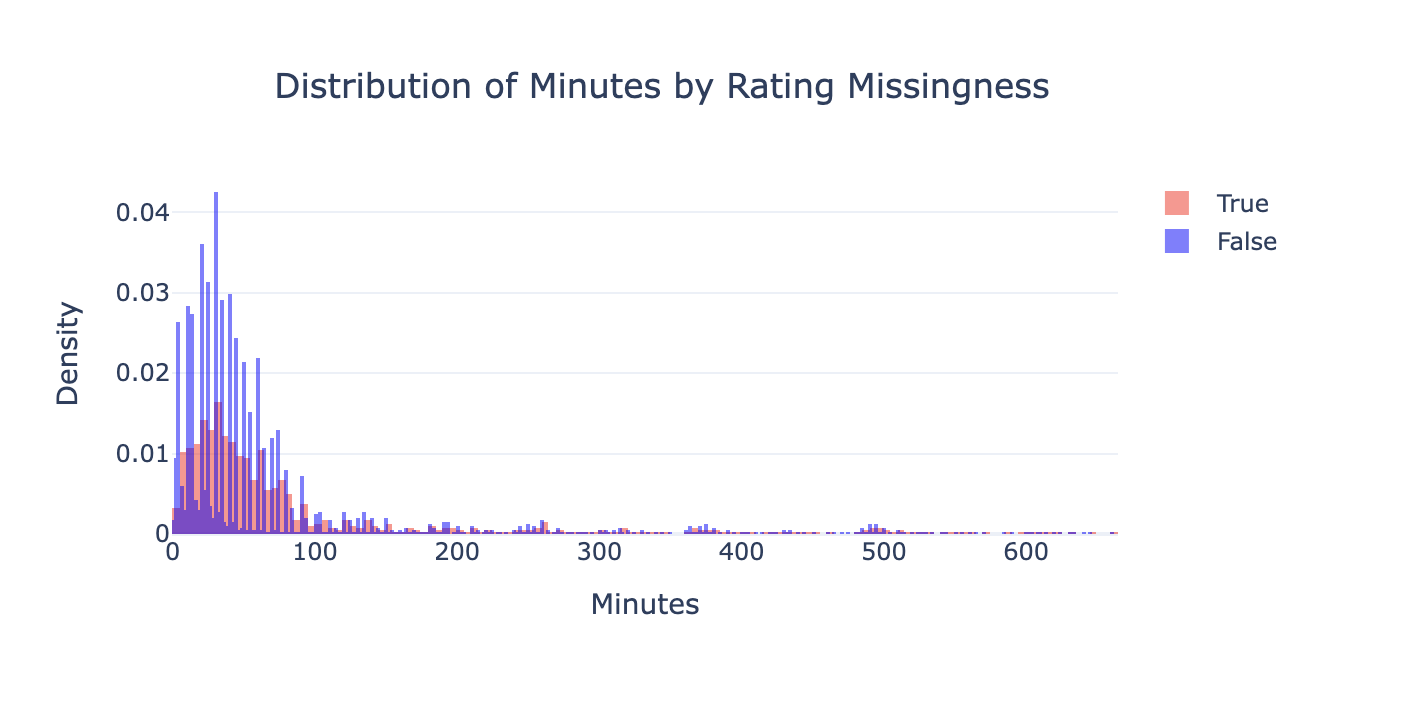 Distribution of Minutes by Rating Missingness
True
False
0.04
0.03
0.02
0.01
0
Density
0 100 200 300 400 500 600
Minutes